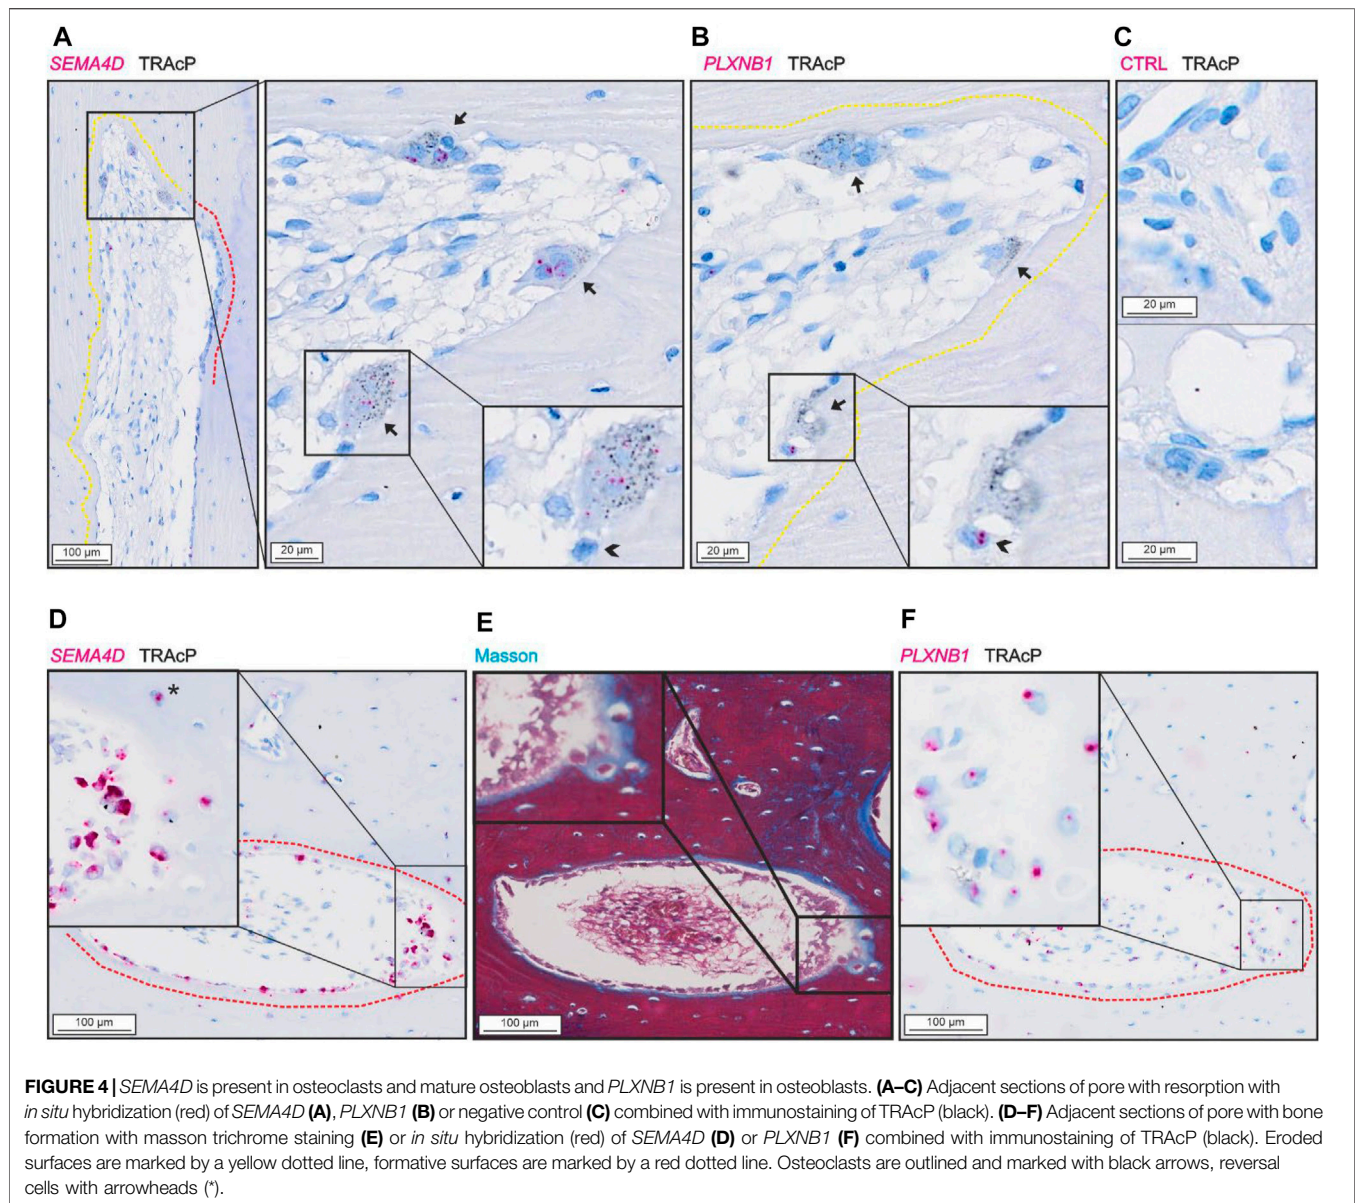 A
SEMA4D TRAcP
100 µm
20 µm
B
PLXNB1 TRAcP
20 µm
C
CTRL TRAcP
20 µm
20 µm
D
SEMA4D TRAcP
*
100 µm
E
Masson
100 µm
F
PLXNB1 TRAcP
100 µm
FIGURE 4 | SEMA4D is present in osteoclasts and mature osteoblasts and PLXNB1 is present in osteoblasts. (A–C) Adjacent sections of pore with resorption with
in situ hybridization (red) of SEMA4D (A), PLXNB1 (B) or negative control (C) combined with immunostaining of TRAcP (black). (D–F) Adjacent sections of pore with bone
formation with masson trichrome staining (E) or in situ hybridization (red) of SEMA4D (D) or PLXNB1 (F) combined with immunostaining of TRAcP (black). Eroded
surfaces are marked by a yellow dotted line, formative surfaces are marked by a red dotted line. Osteoclasts are outlined and marked with black arrows, reversal
cells with arrowheads (*).